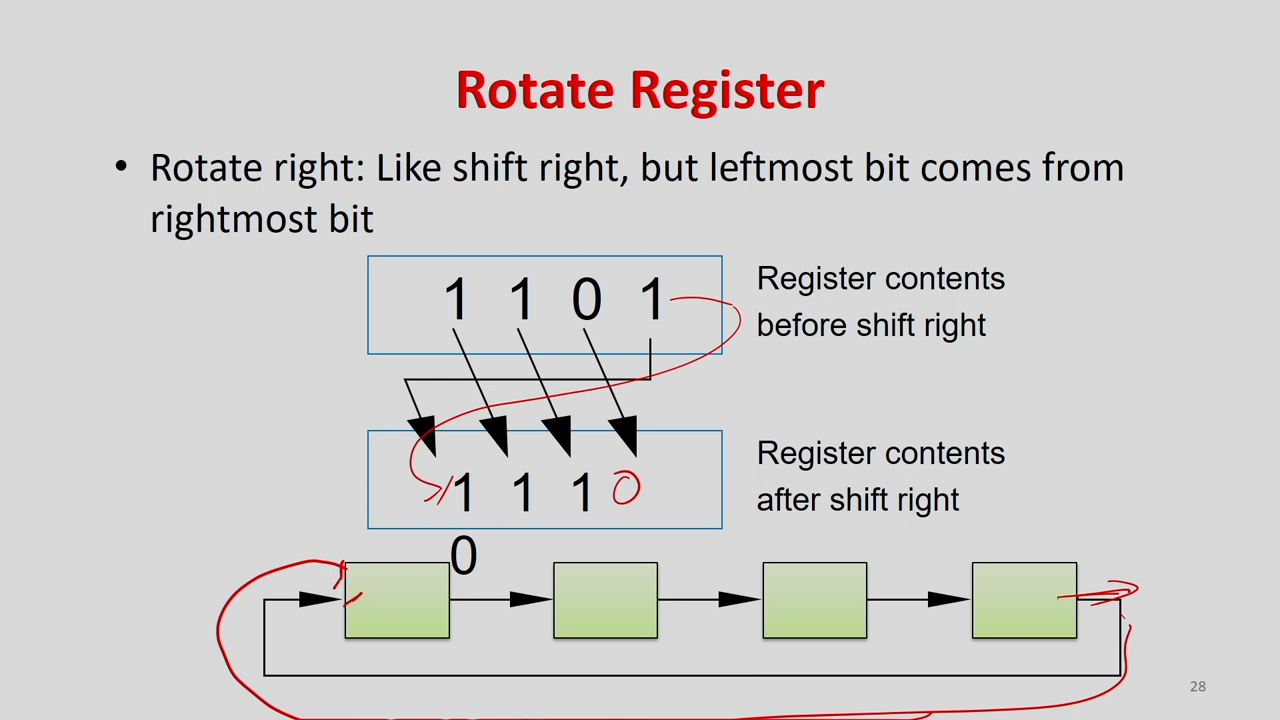 Rotate Register
• Rotate right: Like shift right, but leftmost bit comes from
rightmost bit
1 1 0 1
Register contents
before shift right
1 1 1 0
0
Register contents
after shift right
28